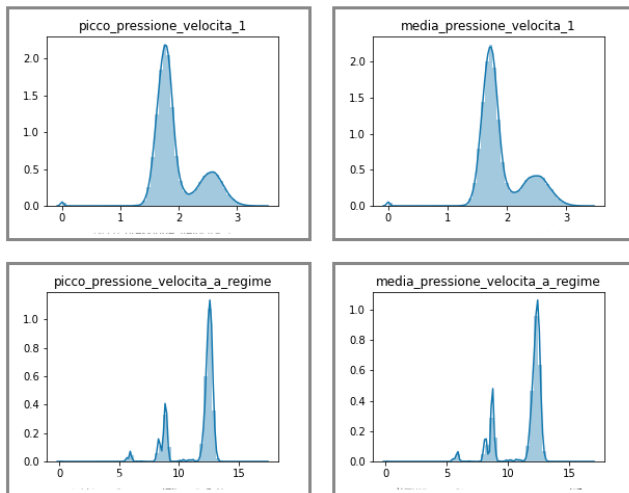 picco_pressione_velocita_1
2.0
1.5
1.0
0.5
0.0
0 1 2 3
media_pressione_velocita_1
2.0
1.5
1.0
0.5
0.0
0 1 2 3
picco_pressione_velocita_a_regime
1.0
0.8
0.6
0.4
0.2
0.0
0 5 10 15
media_pressione_velocita_a_regime
1.0
0.8
0.6
0.4
0.2
0.0
0 5 10 15